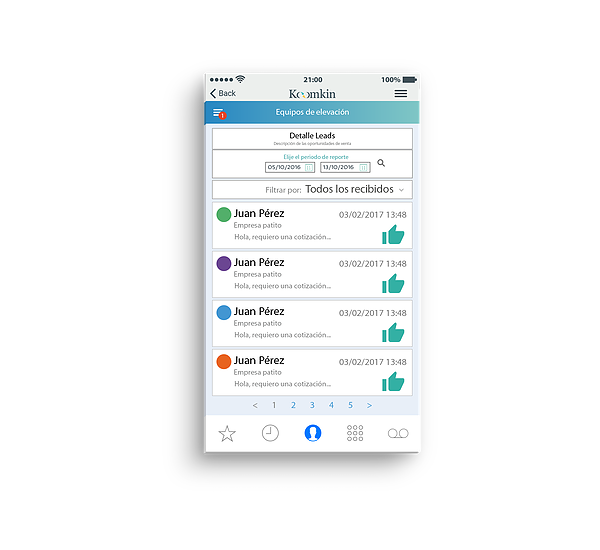 21:00
100%
Back
Koomkin
1
Equipos de elevación
Detalle Leads
Descripción de las oportunidades de venta
Elije el periodo de reporte
05/10/2016
13/10/2016
Filtrar por: Todos los recibidos
Juan Pérez
03/02/2017 13:48
Empresa patito
Hola, requiero una cotización...
Juan Pérez
03/02/2017 13:48
Empresa patito
Hola, requiero una cotización...
Juan Pérez
03/02/2017 13:48
Empresa patito
Hola, requiero una cotización...
Juan Pérez
03/02/2017 13:48
Empresa patito
Hola, requiero una cotización...
< 1 2 3 4 5 >